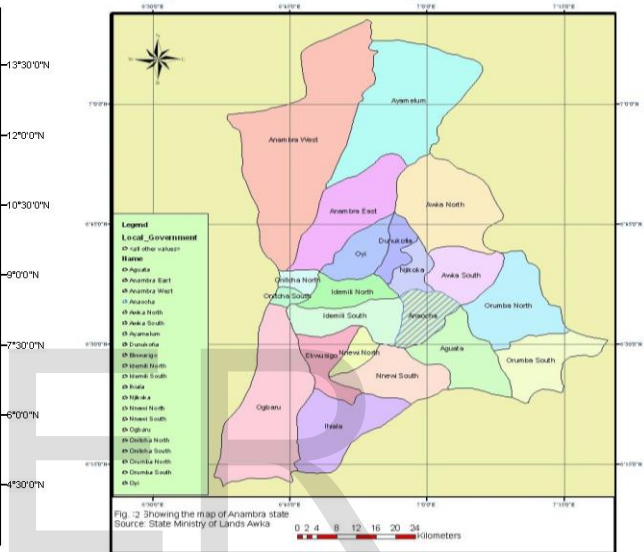 13°30'0"N
12°0'0"N
10°30'0"N
9°0'0"N
7°30'0"N
6°0'0"N
4°30'0"N
Ayamelum
Anambra West
Anambra East
Awka North
Dunukofia
Oyi
Njikoka
Awka South
Onitcha North
Idemili North
Onitcha South
Orumba North
Idemili South
Anaocha
Nnewi North
Aguata
Ekwusigo
Orumba South
Nnewi South
Ogbaru
Ihiala
Legend
Local_Government
<all other values>
Name
Aguata
Anambra East
Anambra West
Anaocha
Awka North
Awka South
Ayamelum
Dunukofia
Ekwusigo
Idemili North
Idemili South
Ihiala
Njikoka
Nnewi North
Nnewi South
Ogbaru
Onitcha North
Onitcha South
Orumba North
Orumba South
Oyi
Showing the map of Anambra state
Source: State Ministry of Lands Awka
0 2 4 8 12 16 20 24
Kilometers